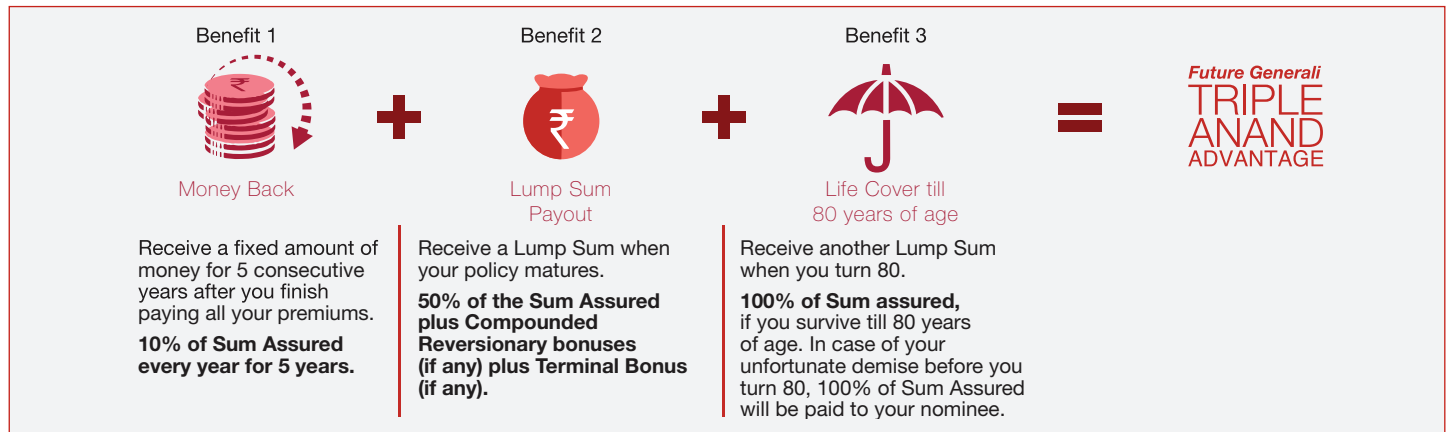 Benefit 1
₹
Money Back
Receive a fixed amount of
money for 5 consecutive
years after you finish
paying all your premiums.
10% of Sum Assured
every year for 5 years.
+
Benefit 2
₹
Lump Sum
Payout
Receive a Lump Sum when
your policy matures.
50% of the Sum Assured
plus Compounded
Reversionary bonuses
(if any) plus Terminal Bonus
(if any).
+
Benefit 3
Life Cover till
80 years of age
Receive another Lump Sum
when you turn 80.
100% of Sum assured,
if you survive till 80 years
of age. In case of your
unfortunate demise before you
turn 80, 100% of Sum Assured
will be paid to your nominee.
=
Future Generali
TRIPLE
ANAND
ADVANTAGE